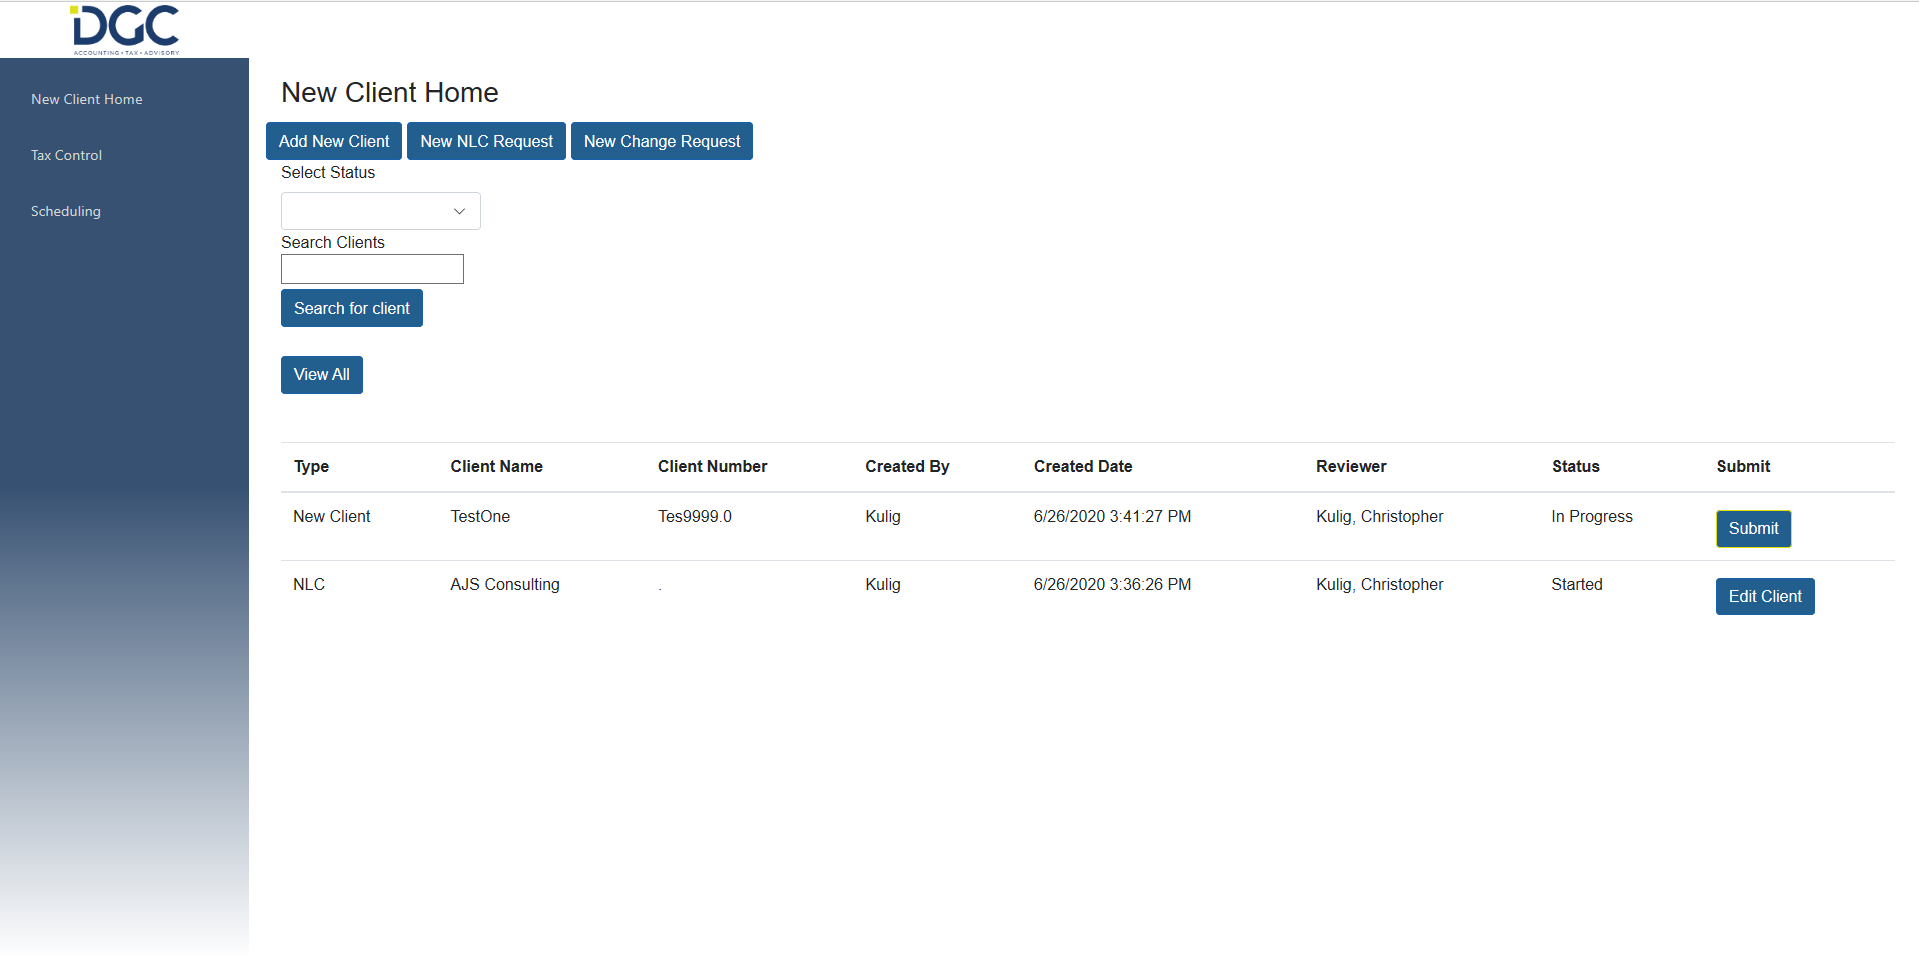 DGC
ACCOUNTING • TAX • ADVISORY
New Client Home
Tax Control
Scheduling
New Client Home
Add New Client New NLC Request New Change Request
Select Status
Search Clients
Search for client
View All
Type Client Name Client Number Created By Created Date Reviewer Status Submit
New Client TestOne Tes9999.0 Kulig 6/26/2020 3:41:27 PM Kulig, Christopher In Progress Submit
NLC AJS Consulting . Kulig 6/26/2020 3:36:26 PM Kulig, Christopher Started Edit Client